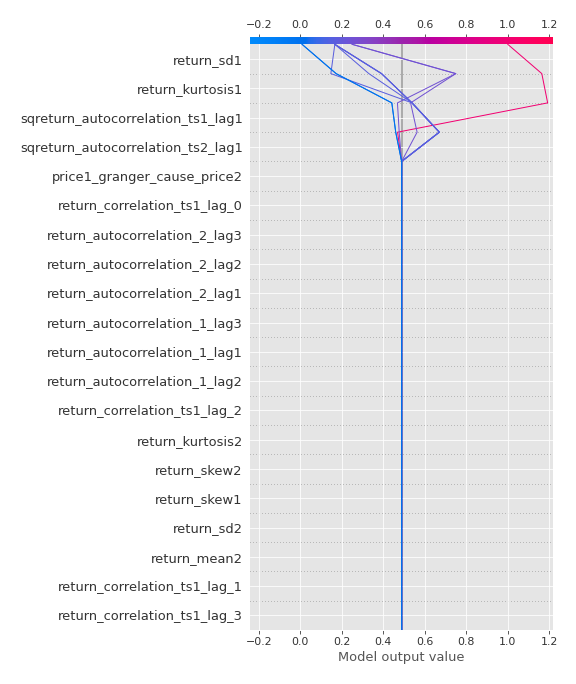 −0.2 0.0 0.2 0.4 0.6 0.8 1.0 1.2
return_sd1
return_kurtosis1
sqreturn_autocorrelation_ts1_lag1
sqreturn_autocorrelation_ts2_lag1
price1_granger_cause_price2
return_correlation_ts1_lag_0
return_autocorrelation_2_lag3
return_autocorrelation_2_lag2
return_autocorrelation_2_lag1
return_autocorrelation_1_lag3
return_autocorrelation_1_lag1
return_autocorrelation_1_lag2
return_correlation_ts1_lag_2
return_kurtosis2
return_skew2
return_skew1
return_sd2
return_mean2
return_correlation_ts1_lag_1
return_correlation_ts1_lag_3
−0.2 0.0 0.2 0.4 0.6 0.8 1.0 1.2
Model output value